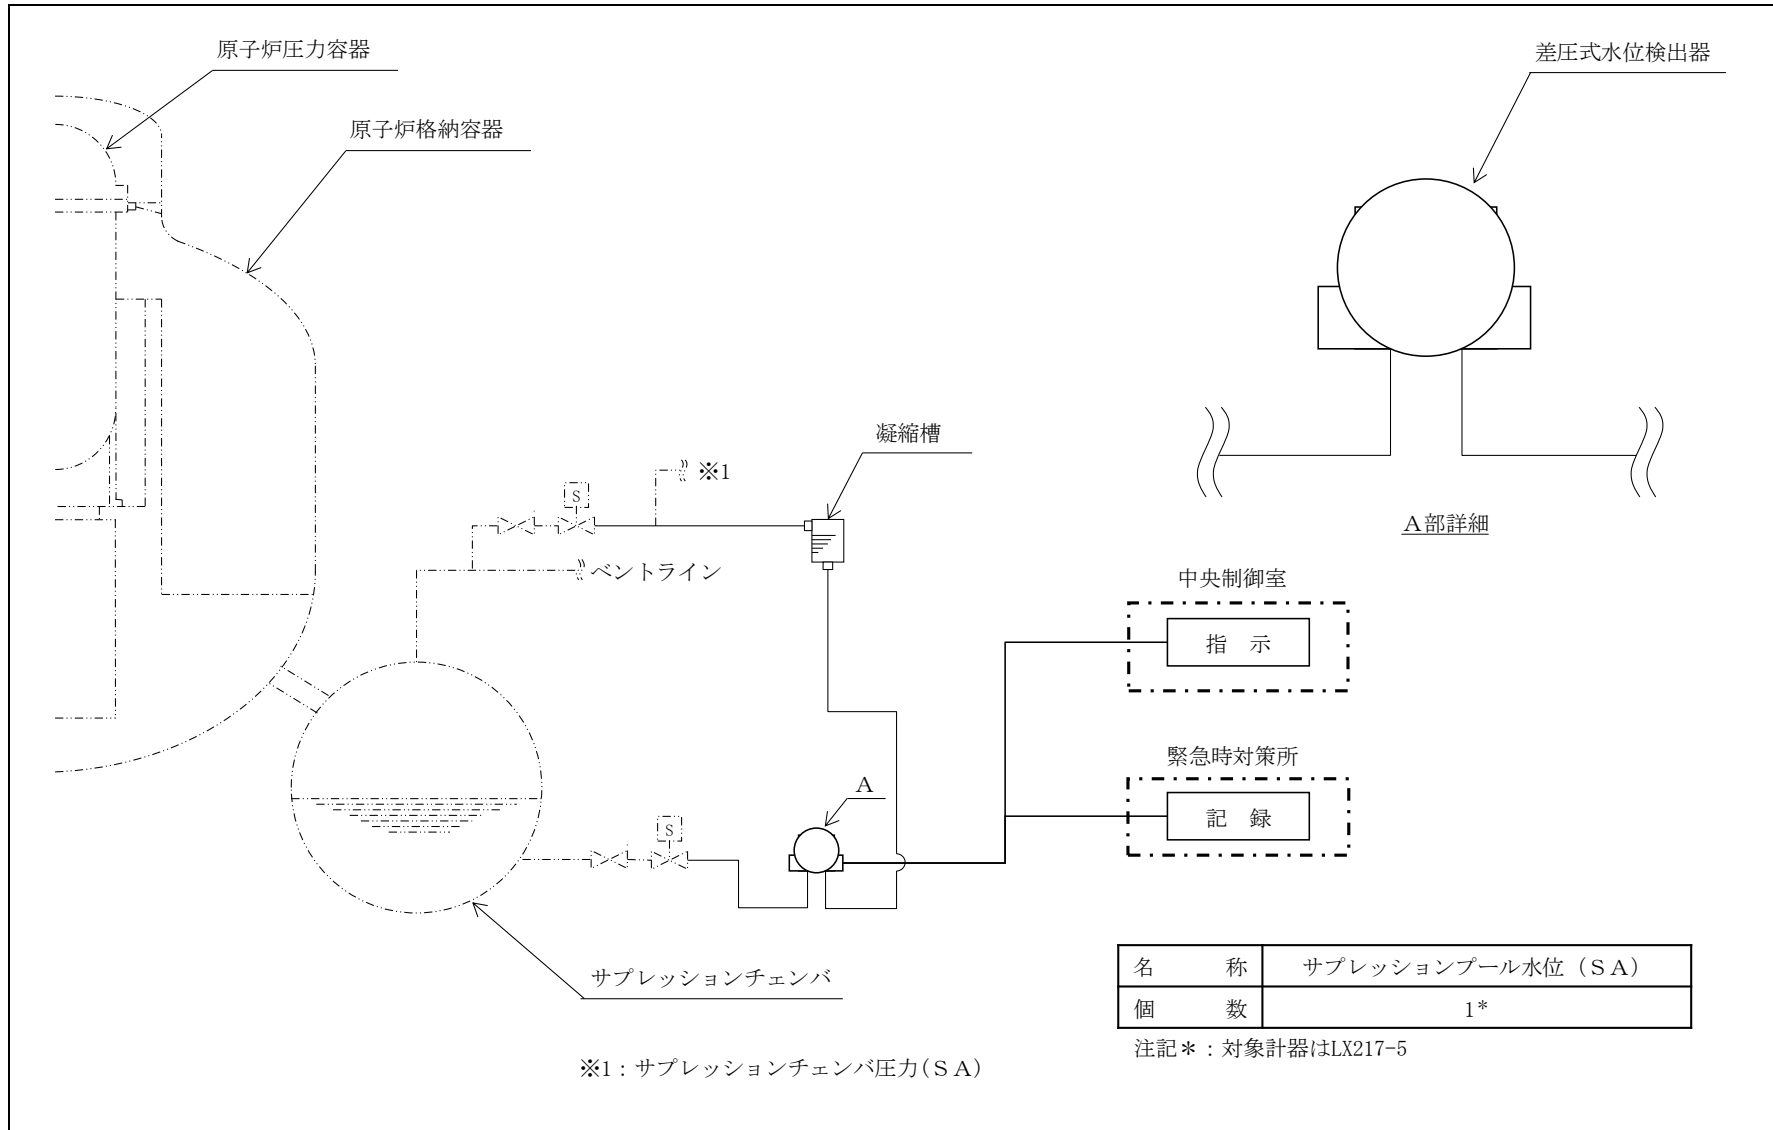 原子炉圧力容器
差圧式水位検出器
原子炉格納容器
凝縮槽
※1
S
A部詳細
ベントライン
中央制御室
指 示
緊急時対策所
A
記 録
S
サプレッションチェンバ
名 称 サプレッションプール水位(SA)
個 数 1*
注記*:対象計器はLX217-5
※1:サプレッションチェンバ圧力(SA)